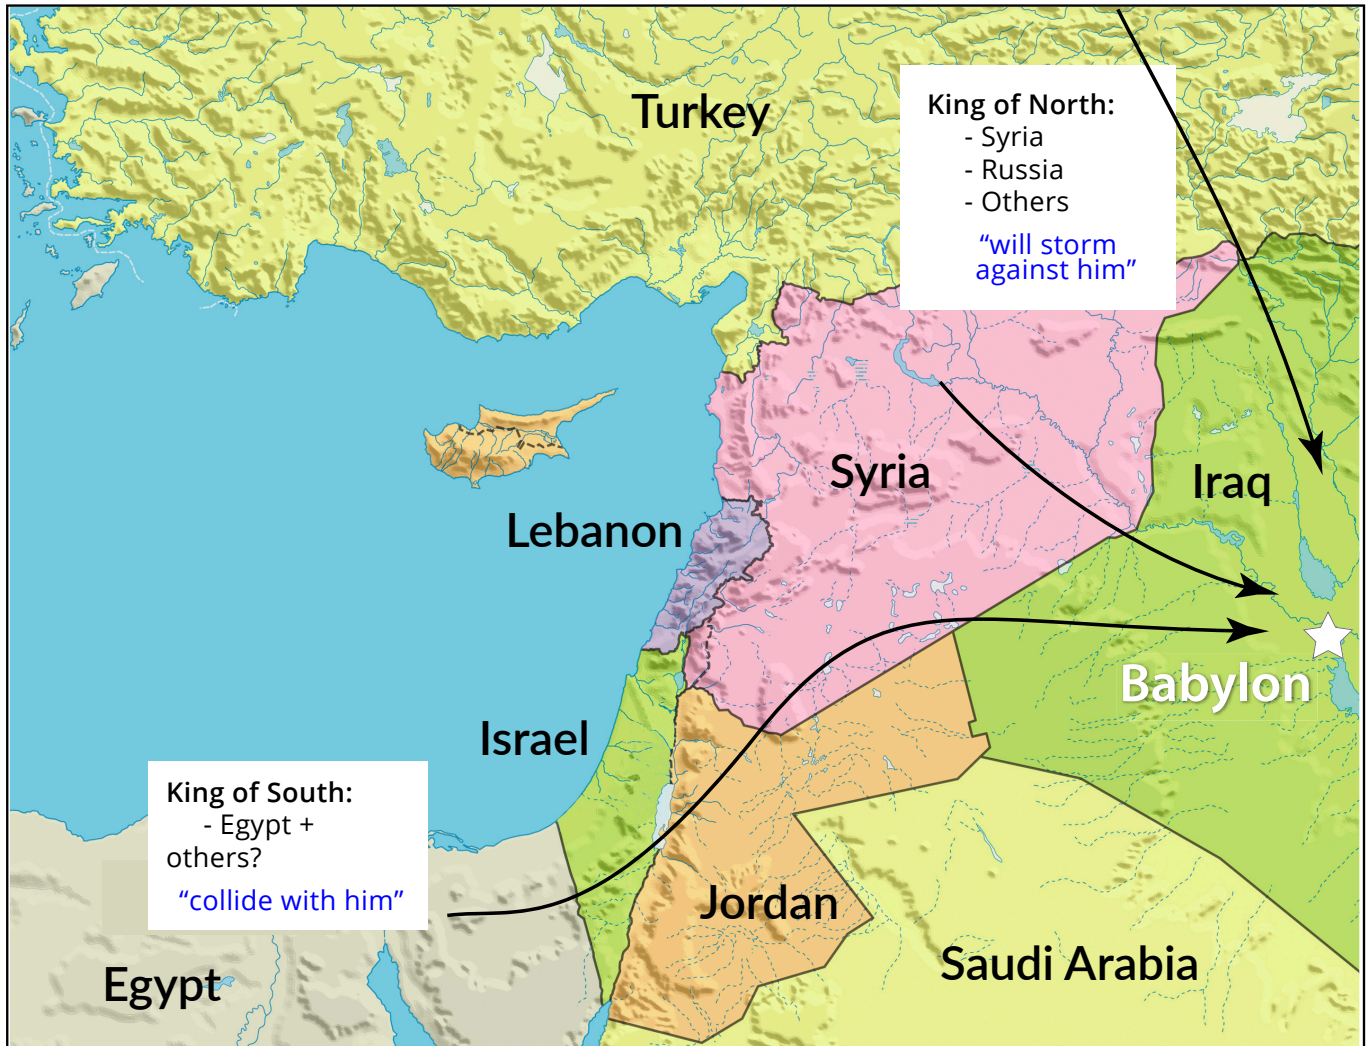 Turkey
King of North:
- Syria
- Russia
- Others
“will storm
against him”
Syria
Iraq
Lebanon
Babylon
Israel
King of South:
- Egypt +
others?
“collide with him”
Jordan
Saudi Arabia
Egypt